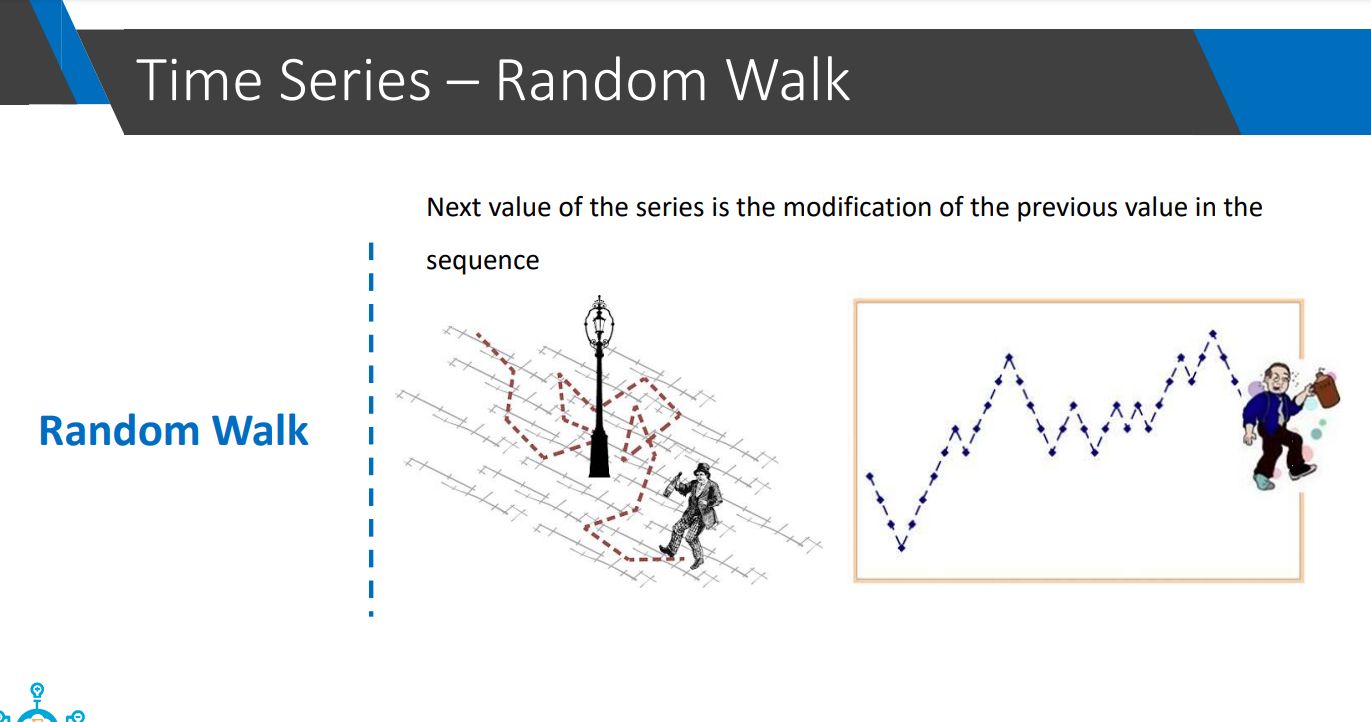 Time Series – Random Walk
Next value of the series is the modification of the previous value in the
sequence
Random Walk